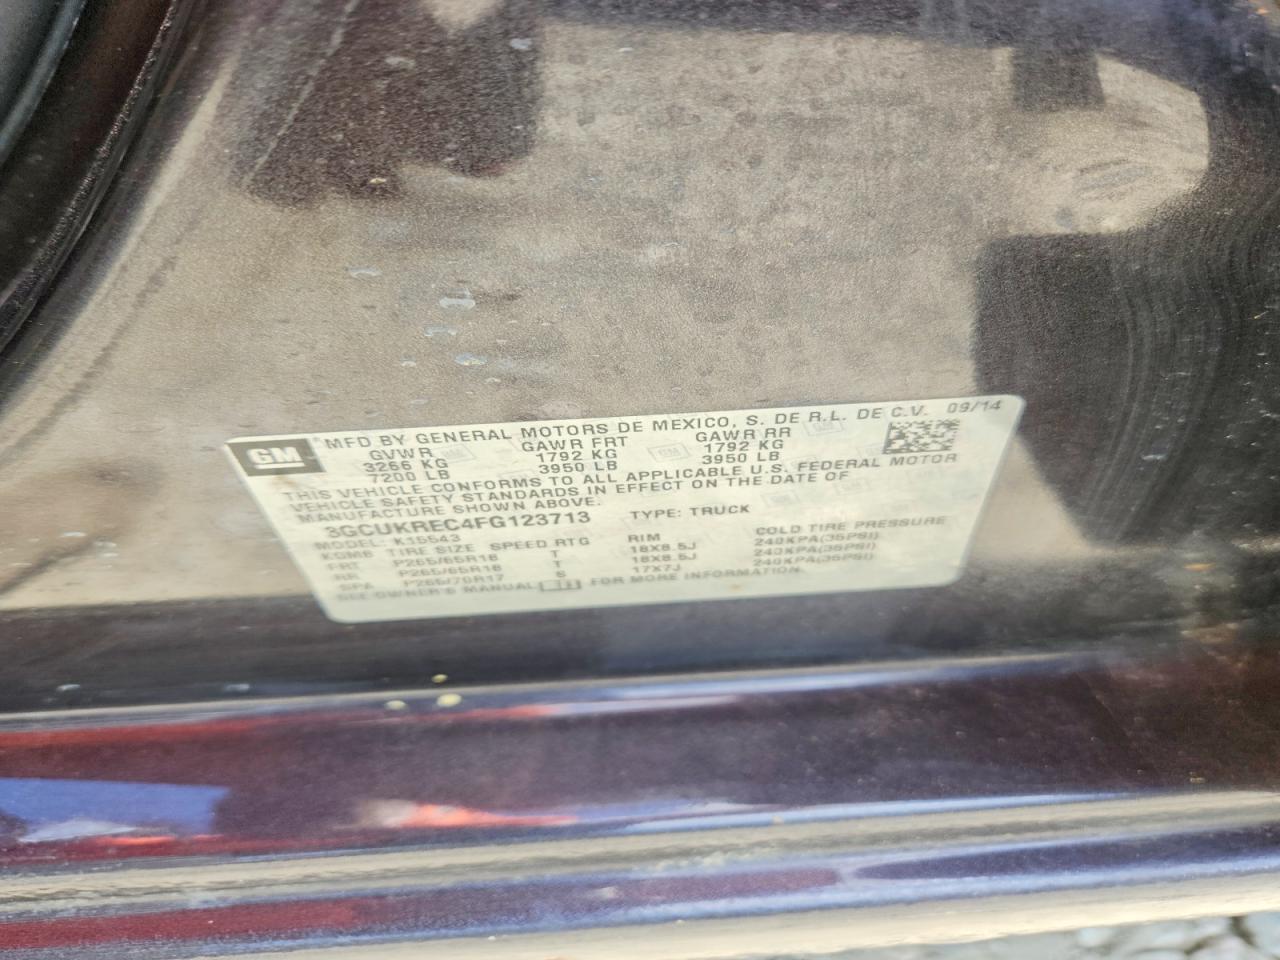 GM ® MFD BY GENERAL MOTORS DE MEXICO, S. DE R.L. DE C.V. 09/14
GVWR GAWR FRT GAWR RR
3266 KG 1792 KG 1792 KG
7200 LB 3950 LB 3950 LB
THIS VEHICLE CONFORMS TO ALL APPLICABLE U.S. FEDERAL MOTOR
VEHICLE SAFETY STANDARDS IN EFFECT ON THE DATE OF
MANUFACTURE SHOWN ABOVE.
3GCUKREC4FG123713 TYPE: TRUCK
MODEL: K15543
TIRE SIZE SPEED RTG RIM COLD TIRE PRESSURE
FRT P265/65R18 T 18X8.5J 240KPA(35PSI)
RR P265/65R18 T 18X8.5J 240KPA(35PSI)
SPA P265/70R17 S 17X7J 240KPA(35PSI)
SEE OWNER'S MANUAL FOR MORE INFORMATION.